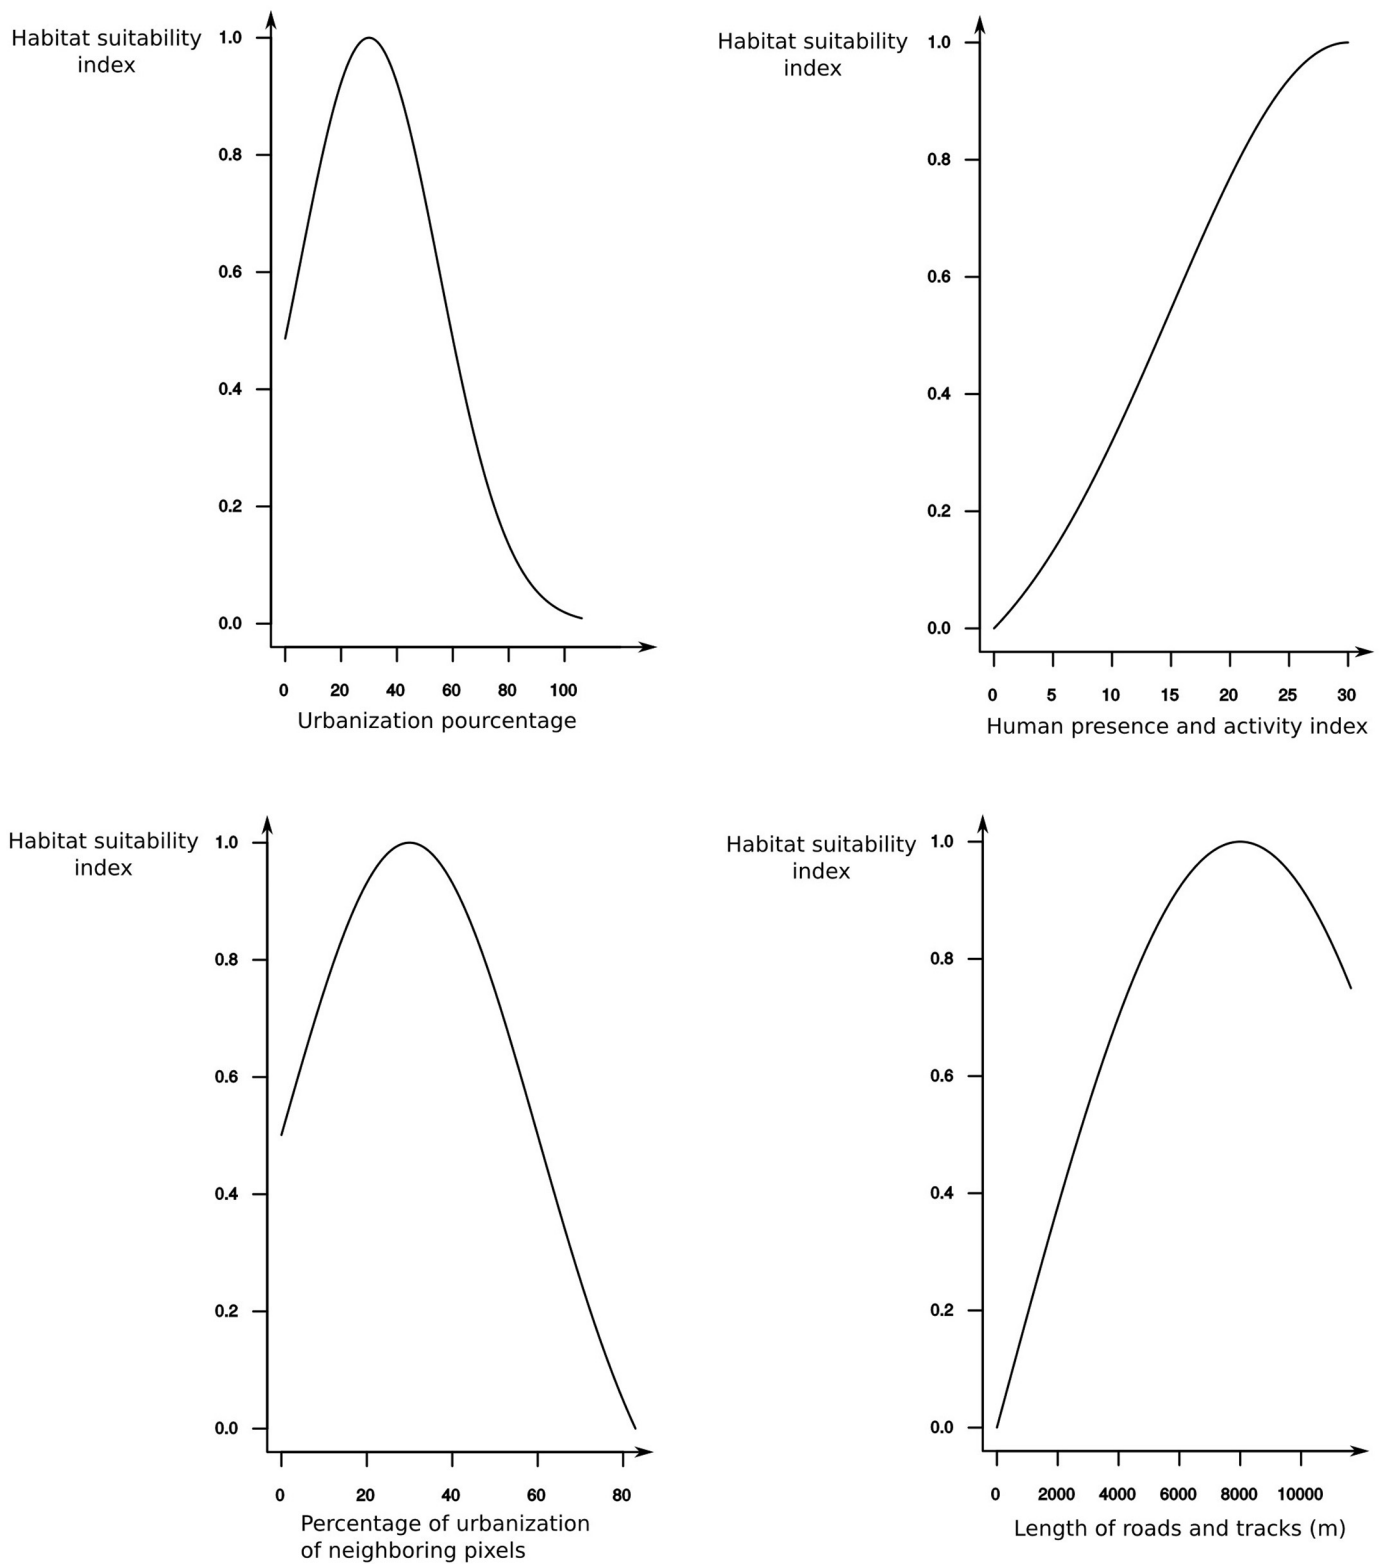 Habitat suitability
index
1.0
0.8
0.6
0.4
0.2
0.0
0 20 40 60 80 100
Urbanization pourcentage
Habitat suitability
index
1.0
0.8
0.6
0.4
0.2
0.0
0 5 10 15 20 25 30
Human presence and activity index
Habitat suitability
index
1.0
0.8
0.6
0.4
0.2
0.0
0 20 40 60 80
Percentage of urbanization
of neighboring pixels
Habitat suitability
index
1.0
0.8
0.6
0.4
0.2
0.0
0 2000 4000 6000 8000 10000
Length of roads and tracks (m)